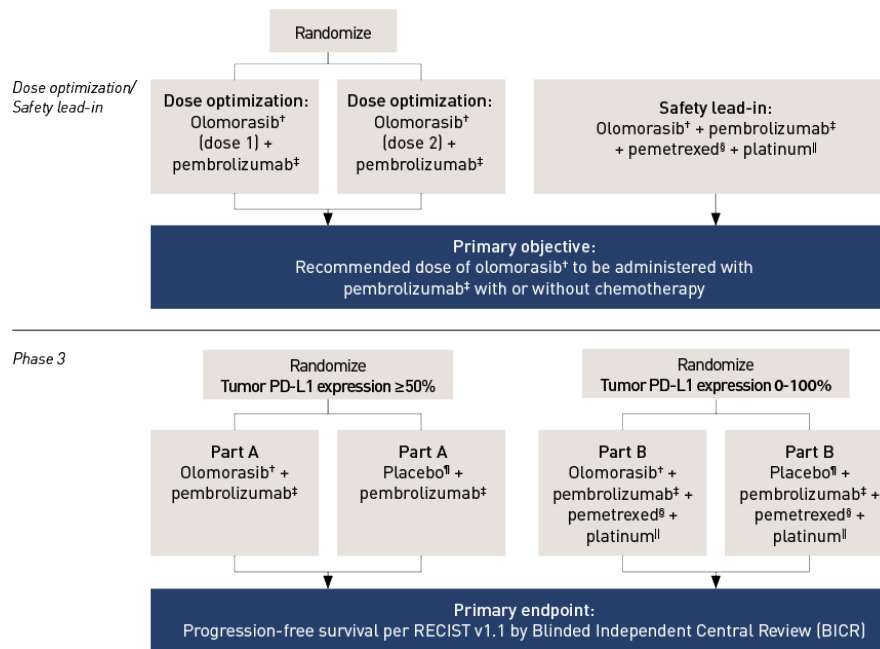 Randomize
Dose optimization/
Safety lead-in
Dose optimization:
Olomorasib†
(dose 1) +
pembrolizumab‡
Dose optimization:
Olomorasib†
(dose 2) +
pembrolizumab‡
Safety lead-in:
Olomorasib† + pembrolizumab‡
+ pemetrexed§ + platinum||
Primary objective:
Recommended dose of olomorasib† to be administered with
pembrolizumab‡ with or without chemotherapy
Phase 3
Randomize
Tumor PD-L1 expression ≥50%
Randomize
Tumor PD-L1 expression 0-100%
Part A
Olomorasib† +
pembrolizumab‡
Part A
Placebo¶ +
pembrolizumab‡
Part B
Olomorasib† +
pembrolizumab‡ +
pemetrexed§ +
platinum||
Part B
Placebo¶ +
pembrolizumab‡ +
pemetrexed§ +
platinum||
Primary endpoint:
Progression-free survival per RECIST v1.1 by Blinded Independent Central Review (BICR)